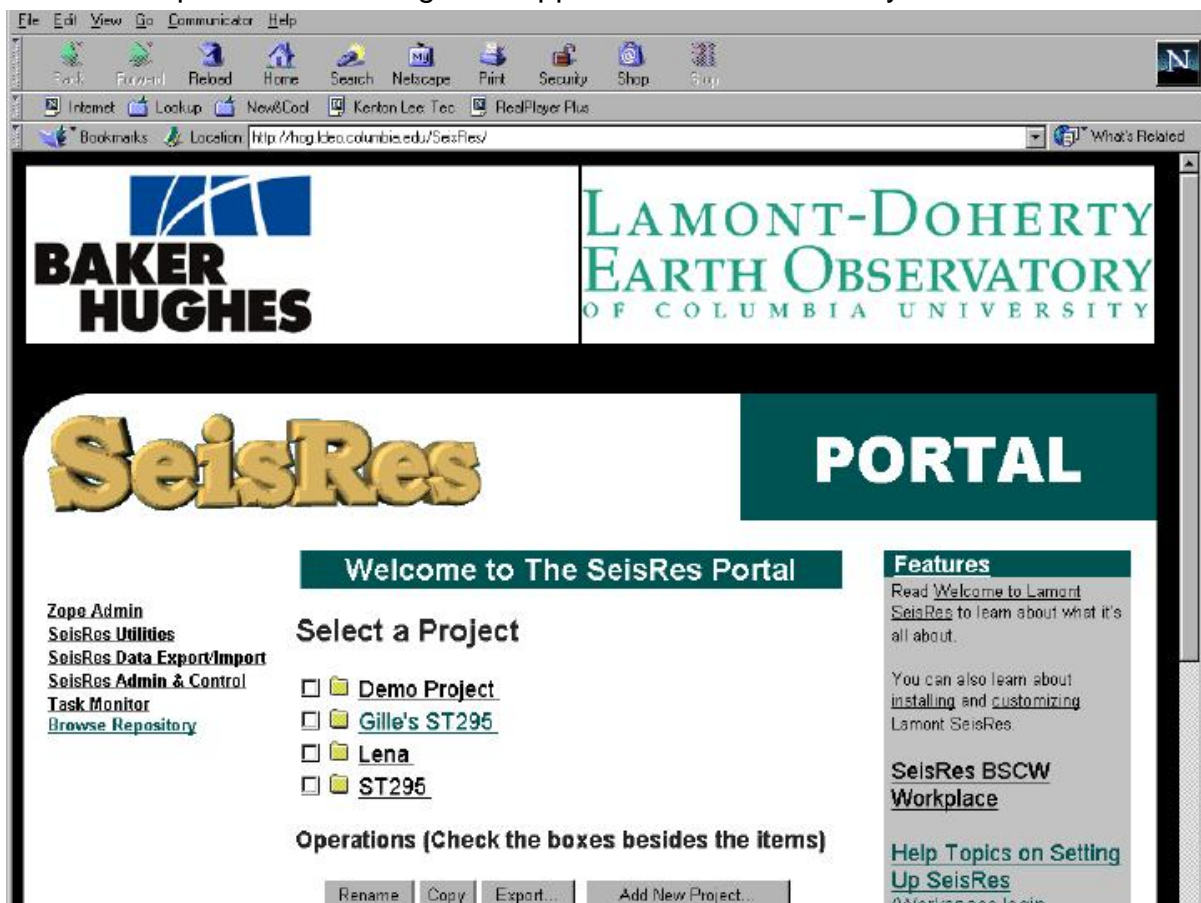 File Edit View Go Communicator Help
Back Forward Reload Home Search Netscape Print Security Shop Stop
Internet Lookup New&Cool Kenton Lee: Tec RealPlayer Plus
Bookmarks Location: http://hog.ldeo.columbia.edu/SeisRes/ What's Related
BAKER
HUGHES
LAMONT-DOHERTY
EARTH OBSERVATORY
OF COLUMBIA UNIVERSITY
SeisRes
PORTAL
Zope Admin
SeisRes Utilities
SeisRes Data Export/Import
SeisRes Admin & Control
Task Monitor
Browse Repository
Welcome to The SeisRes Portal
Select a Project
Demo Project
Gille's ST295
Lena
ST295
Operations (Check the boxes besides the items)
Rename Copy Export... Add New Project...
Features
Read Welcome to Lamont
SeisRes to learn about what it's
all about.
You can also learn about
installing and customizing
Lamont SeisRes.
SeisRes BSCW
Workplace
Help Topics on Setting
Up SeisRes